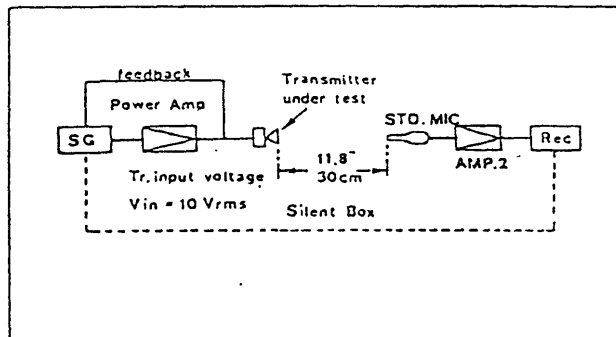 feedback
Transmitter
under test
Power Amp
STD. MIC
SG
Rec
11.8"
30cm
AMP.2
Tr. input voltage
Vin = 10 Vrms
Silent Box